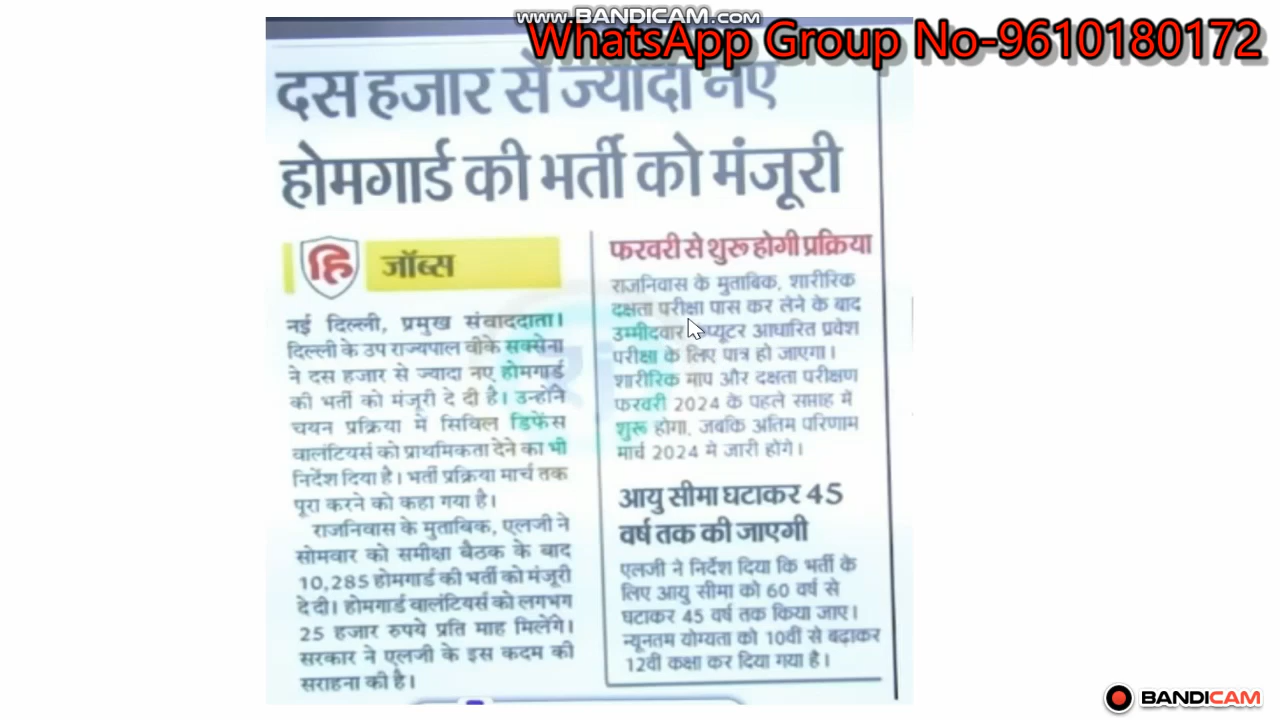 www.BANDICAM.com
WhatsApp Group No-9610180172
दस हजार से ज्यादा नए
होमगार्ड की भर्ती को मंजूरी
हि जॉब्स
नई दिल्ली, प्रमुख संवाददाता।
दिल्ली के उप राज्यपाल वीके सक्सेना
ने दस हजार से ज्यादा नए होमगार्ड
की भर्ती को मंजूरी दे दी है। उन्होंने
चयन प्रक्रिया में सिविल डिफेंस
वालंटियर्स को प्राथमिकता देने का भी
निर्देश दिया है। भर्ती प्रक्रिया मार्च तक
पूरा करने को कहा गया है।
राजनिवास के मुताबिक, एलजी ने
सोमवार को समीक्षा बैठक के बाद
10,285 होमगार्ड की भर्ती को मंजूरी
दे दी। होमगार्ड वालंटियर्स को लगभग
25 हजार रुपये प्रति माह मिलेंगे।
सरकार ने एलजी के इस कदम की
सराहना की है।
फरवरी से शुरू होगी प्रक्रिया
राजनिवास के मुताबिक, शारीरिक
दक्षता परीक्षा पास कर लेने के बाद
उम्मीदवार आधारित प्रवेश
परीक्षा के लिए पात्र हो जाएगा।
शारीरिक माप और दक्षता परीक्षण
फरवरी 2024 के पहले सप्ताह में
शुरू होगा, जबकि अंतिम परिणाम
मार्च 2024 में जारी होंगे।
आयु सीमा घटाकर 45
वर्ष तक की जाएगी
एलजी ने निर्देश दिया कि भर्ती के
लिए आयु सीमा को 60 वर्ष से
घटाकर 45 वर्ष तक किया जाए।
न्यूनतम योग्यता को 10वीं से बढ़ाकर
12वीं कक्षा कर दिया गया है।
BANDICAM